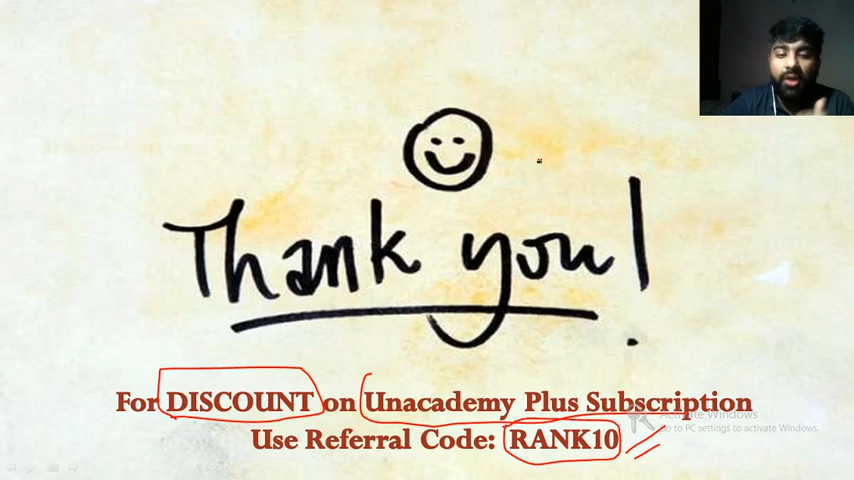 Thank you!
For DISCOUNT on Unacademy Plus Subscription
Activate Windows
Use Referral Code: RANK10
Go to PC settings to activate Windows.